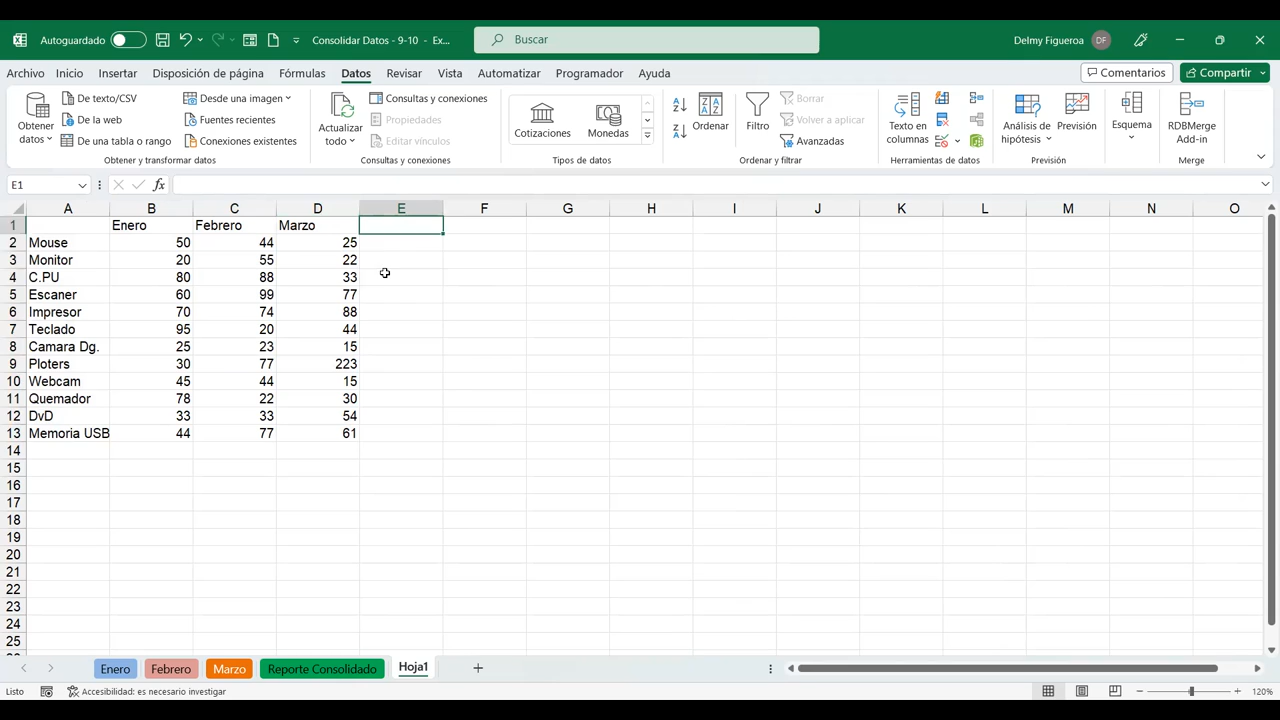 Autoguardado
Consolidar Datos - 9-10 - Ex...
Buscar
Delmy Figueroa DF
Archivo Inicio Insertar Disposición de página Fórmulas Datos Revisar Vista Automatizar Programador Ayuda
Comentarios Compartir
Obtener datos
De texto/CSV
De la web
De una tabla o rango
Desde una imagen
Fuentes recientes
Conexiones existentes
Obtener y transformar datos
Actualizar todo
Consultas y conexiones
Propiedades
Editar vínculos
Consultas y conexiones
Cotizaciones Monedas
Tipos de datos
Ordenar
Filtro
Borrar
Volver a aplicar
Avanzadas
Ordenar y filtrar
Texto en columnas
Herramientas de datos
Análisis de hipótesis
Previsión
Previsión
Esquema
RDBMerge Add-in
Merge
E1 fx
A B C D E F G H I J K L M N O
1 Enero Febrero Marzo
2 Mouse 50 44 25
3 Monitor 20 55 22
4 C.PU 80 88 33
5 Escaner 60 99 77
6 Impresor 70 74 88
7 Teclado 95 20 44
8 Camara Dg. 25 23 15
9 Ploters 30 77 223
10 Webcam 45 44 15
11 Quemador 78 22 30
12 DvD 33 33 54
13 Memoria USB 44 77 61
14
15
16
17
18
19
20
21
22
23
24
25
Enero Febrero Marzo Reporte Consolidado Hoja1
Listo Accesibilidad: es necesario investigar 120%